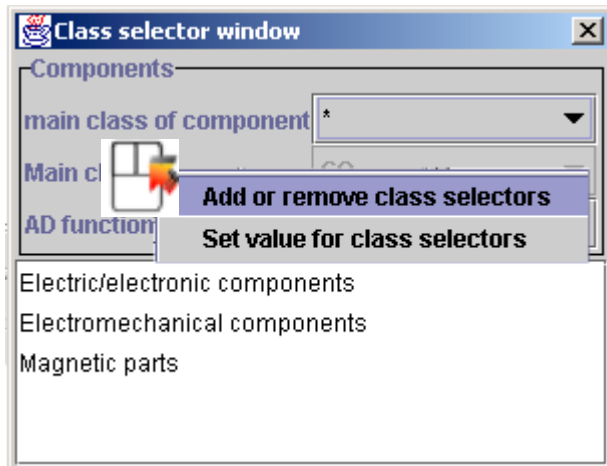 Class selector window
Components
main class of component
*
Main cl
Add or remove class selectors
AD function
Set value for class selectors
Electric/electronic components
Electromechanical components
Magnetic parts